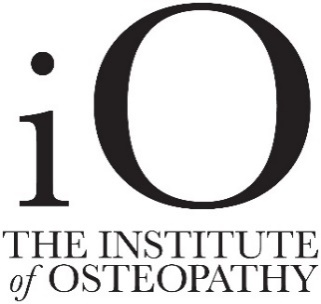 iO
THE INSTITUTE
of OSTEOPATHY